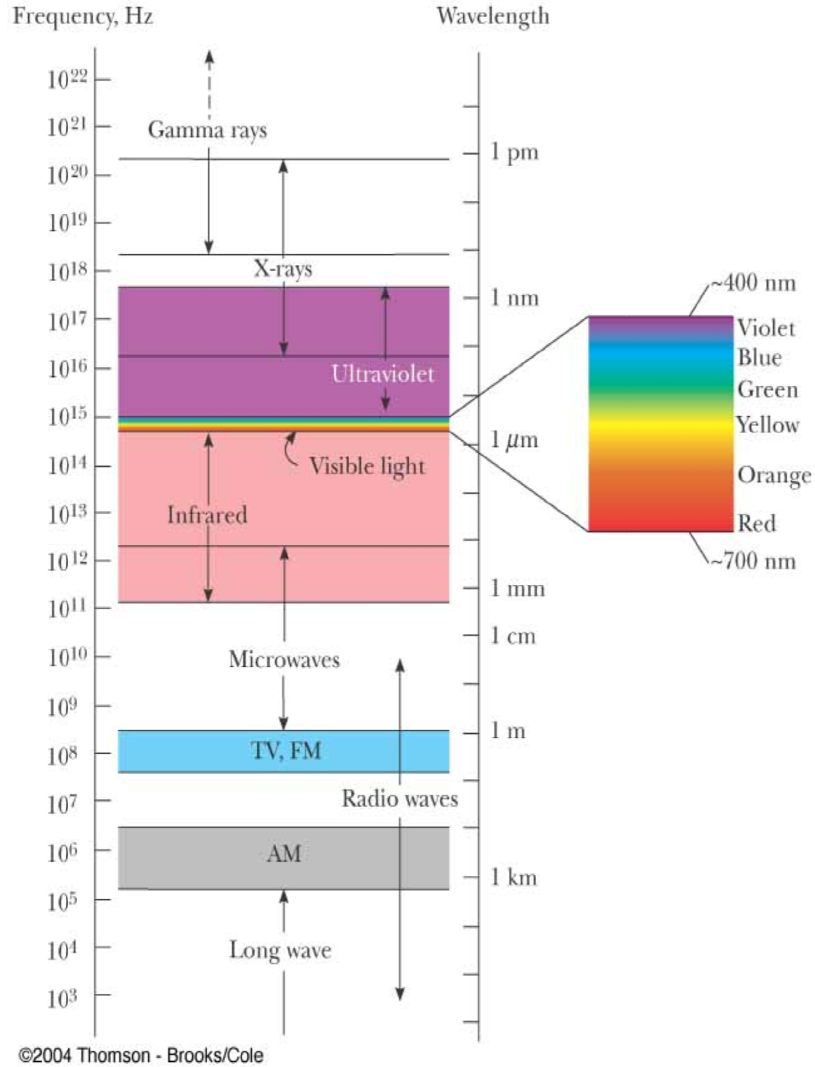 Frequency, Hz
Wavelength
10²²
10²¹
Gamma rays
1 pm
10²⁰
10¹⁹
10¹⁸
X-rays
~400 nm
1 nm
10¹⁷
Violet
Blue
10¹⁶
Ultraviolet
Green
10¹⁵
Yellow
1 μm
10¹⁴
Visible light
Orange
10¹³
Infrared
Red
10¹²
~700 nm
1 mm
10¹¹
1 cm
10¹⁰
Microwaves
10⁹
1 m
10⁸
TV, FM
10⁷
Radio waves
10⁶
AM
1 km
10⁵
10⁴
Long wave
10³
©2004 Thomson - Brooks/Cole